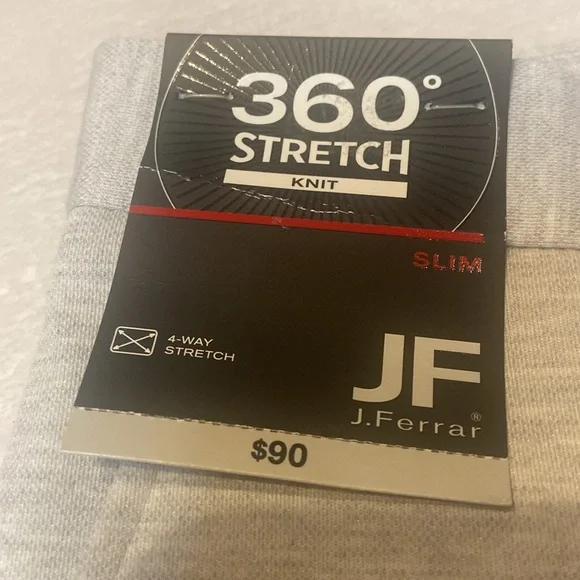 360°
STRETCH
KNIT
SLIM
4-WAY
STRETCH
JF
J.Ferrar®
$90